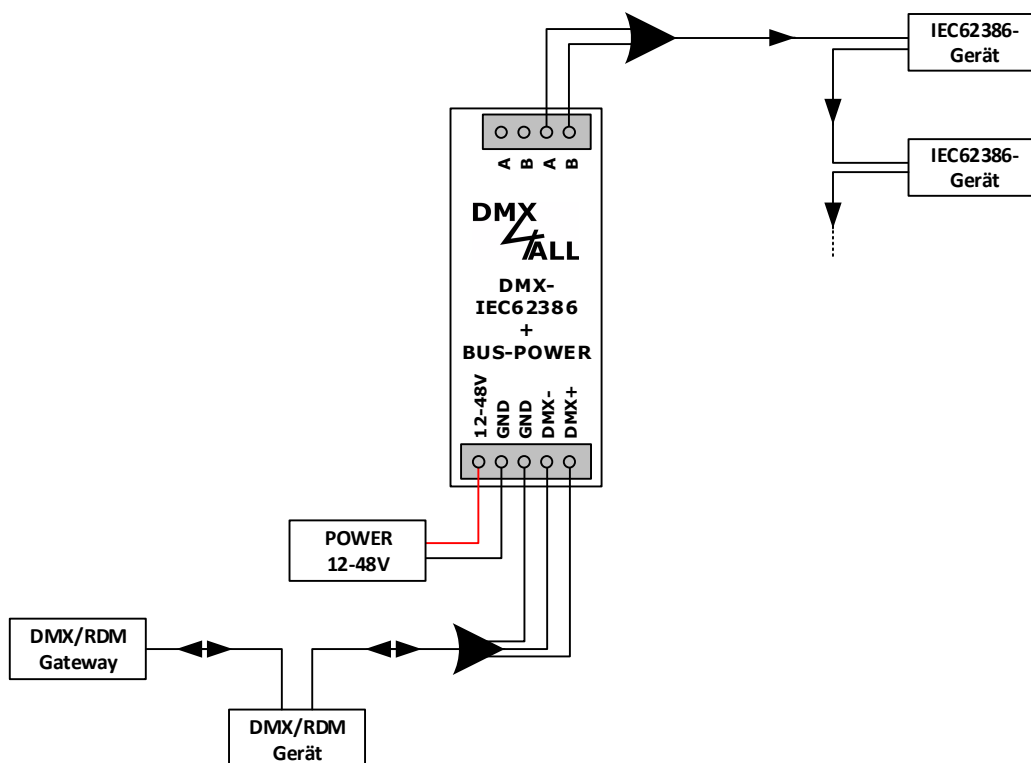 IEC62386-
Gerät
IEC62386-
Gerät
A
B
A
B
DMX
4
ALL
DMX-
IEC62386
+
BUS-POWER
12-48V
GND
GND
DMX-
DMX+
POWER
12-48V
DMX/RDM
Gateway
DMX/RDM
Gerät